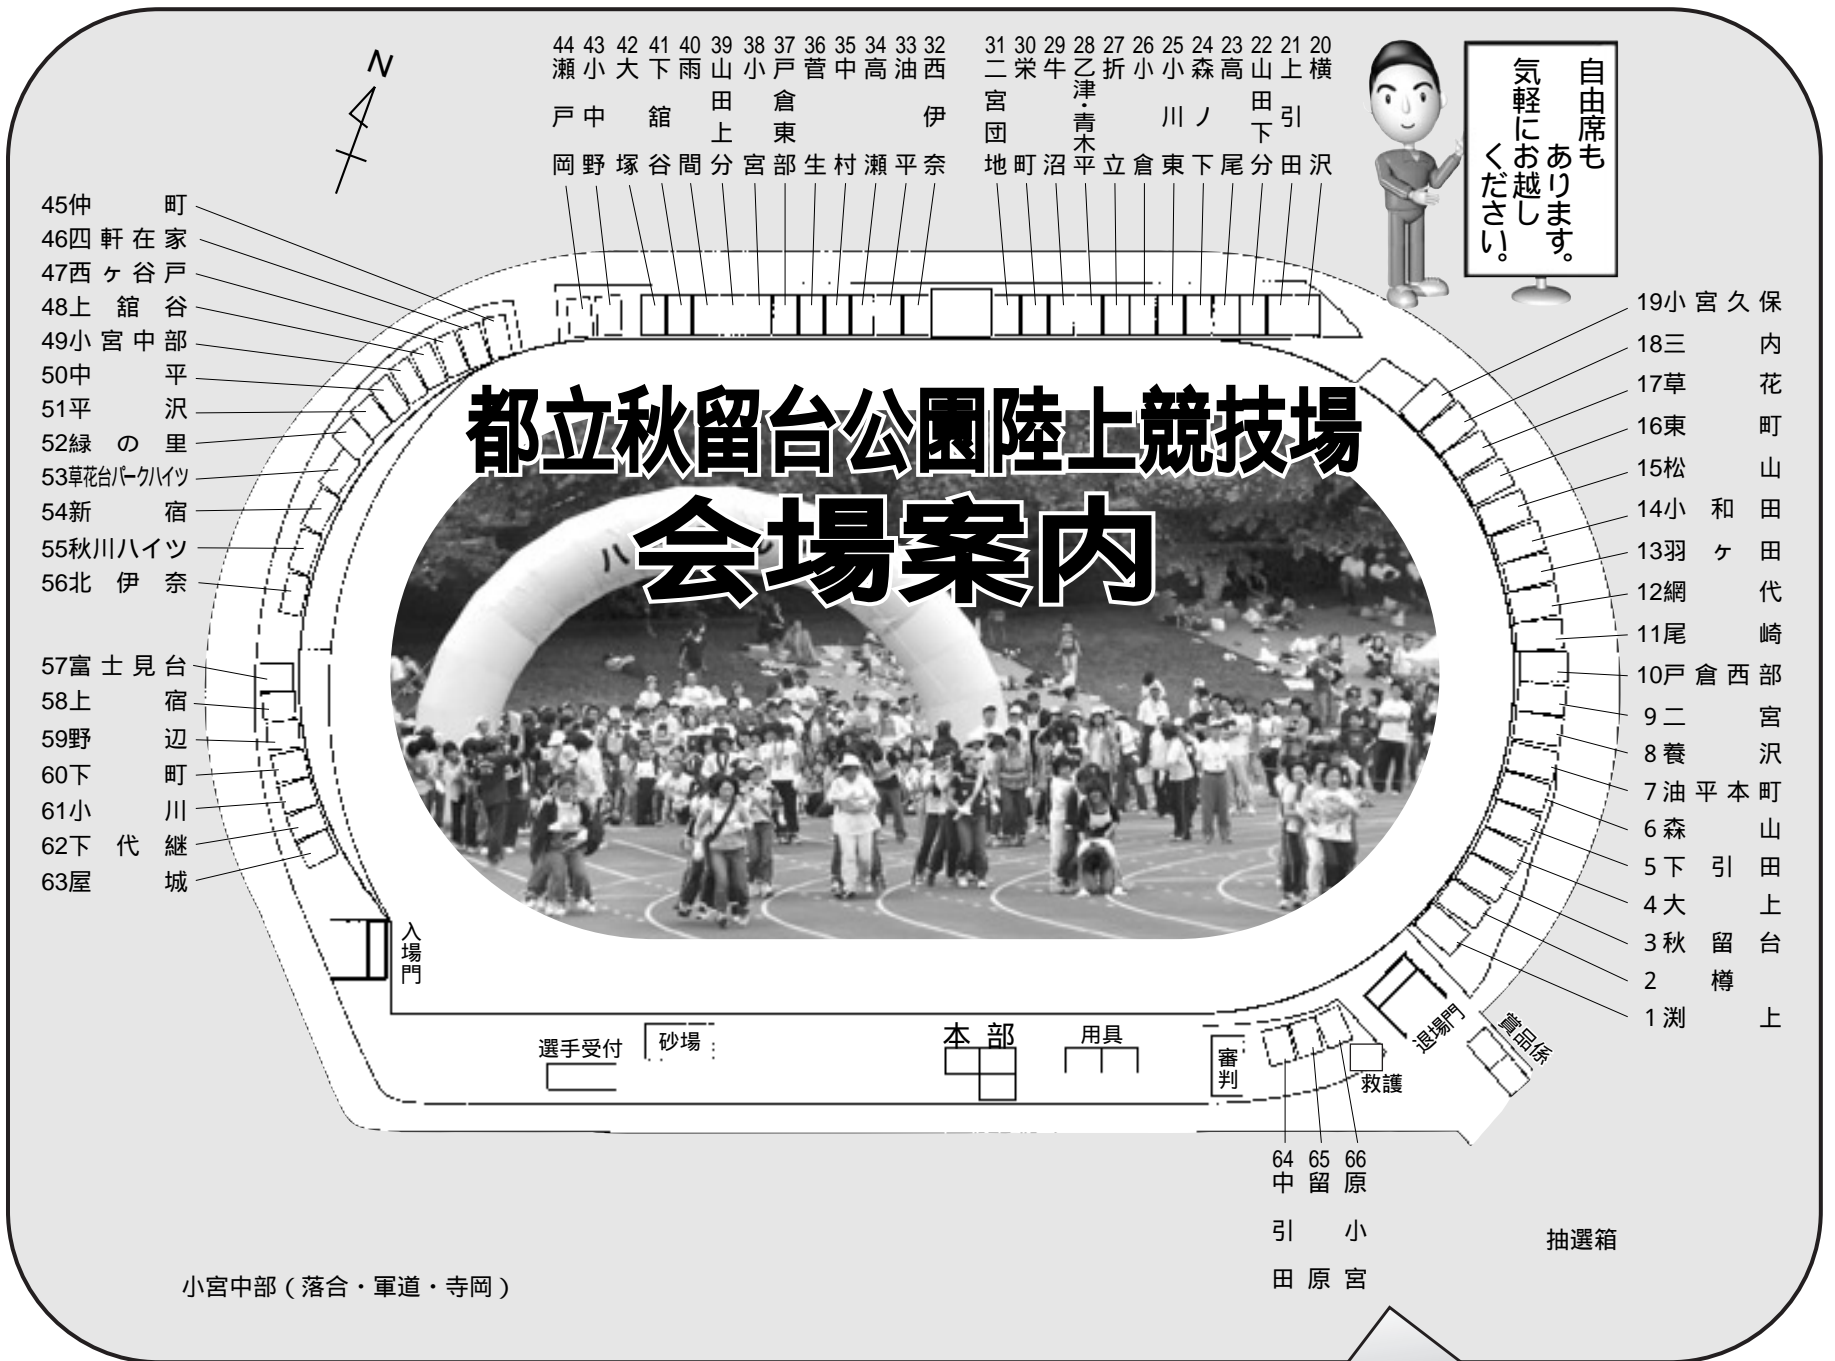 N
44瀬戸岡
43小中野
42大塚
41下舘谷
40雨間
39山田上分
38小宮
37戸倉東部
36菅生
35中村
34高瀬
33油平
32西伊奈
31二宮団地
30栄町
29牛沼
28乙津・青木平
27折立
26小倉
25小川東
24森ノ下
23高尾
22山田下分
21上引田
20横沢
自由席も
あります。
気軽にお越し
ください。
45仲町
46四軒在家
47西ヶ谷戸
48上舘谷
49小宮中部
50中平
51平沢
52緑の里
53草花台パークハイツ
54新宿
55秋川ハイツ
56北伊奈
57富士見台
58上宿
59野辺
60下町
61小川
62下代継
63屋城
都立秋留台公園陸上競技場
会場案内
19小宮久保
18三内
17草花
16東町
15松山
14小和田
13羽ヶ田
12網代
11尾崎
10戸倉西部
9二宮
8養沢
7油平本町
6森山
5下引田
4大上
3秋留台
2樽
1渕上
入場門
選手受付
砂場
本部
用具
審判
救護
退場門
賞品係
64中引田
65留原
66原小宮
抽選箱
小宮中部(落合・軍道・寺岡)